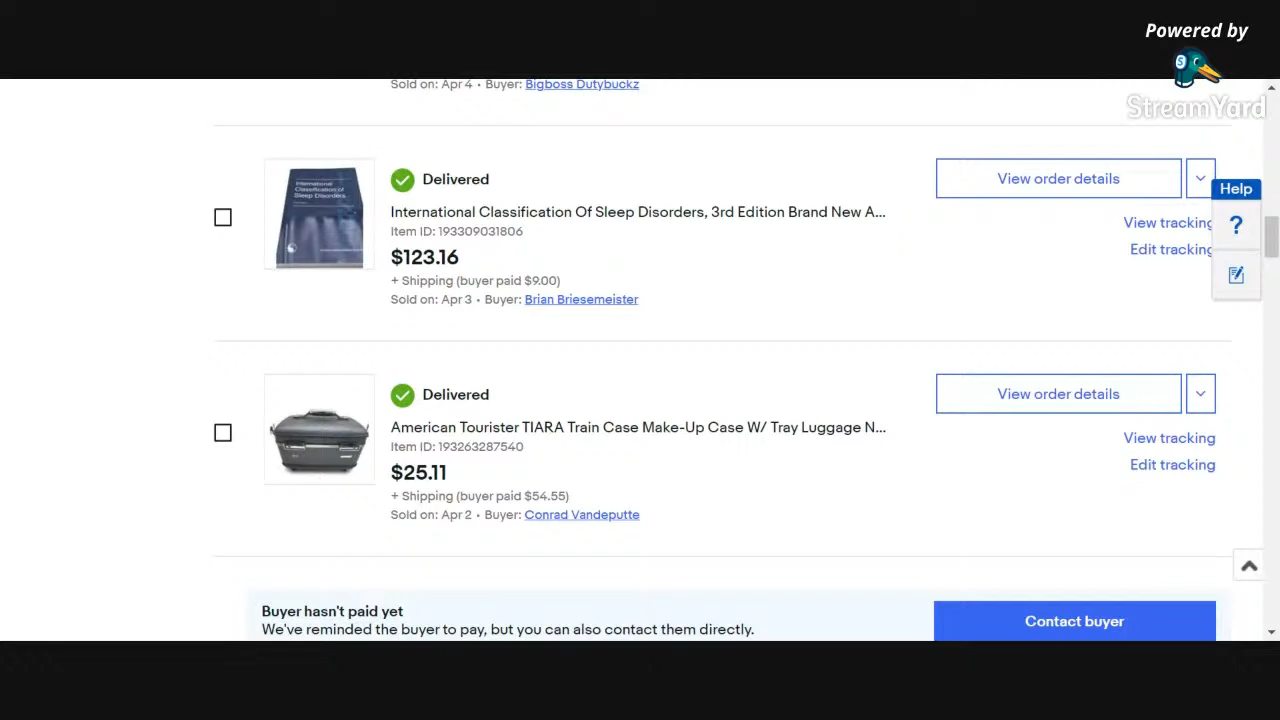 Powered by
StreamYard
Sold on: Apr 4 • Buyer: Bigboss Dutybuckz
International
Classification of
Sleep Disorders
Delivered
International Classification Of Sleep Disorders, 3rd Edition Brand New A...
Item ID: 193309031806
$123.16
+ Shipping (buyer paid $9.00)
Sold on: Apr 3 • Buyer: Brian Briesemeister
View order details
View tracking
Edit tracking
Help
?
Delivered
American Tourister TIARA Train Case Make-Up Case W/ Tray Luggage N...
Item ID: 193263287540
$25.11
+ Shipping (buyer paid $54.55)
Sold on: Apr 2 • Buyer: Conrad Vandeputte
View order details
View tracking
Edit tracking
Buyer hasn't paid yet
We've reminded the buyer to pay, but you can also contact them directly.
Contact buyer